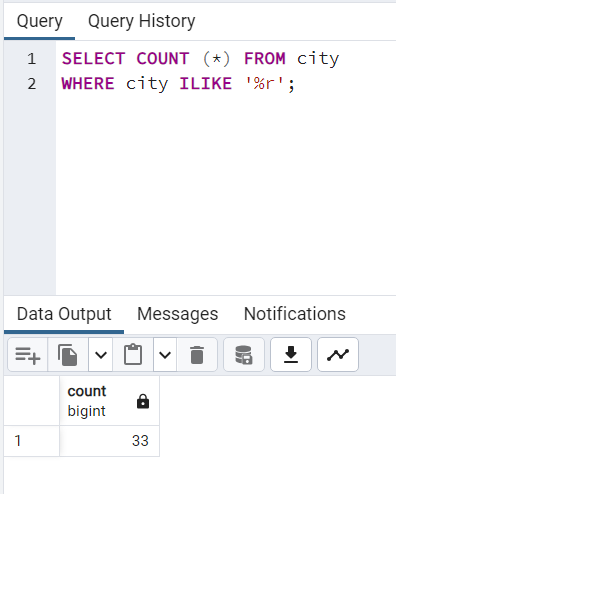 Query Query History
1 SELECT COUNT (*) FROM city
2 WHERE city ILIKE '%r';
Data Output Messages Notifications
count
bigint
1 33